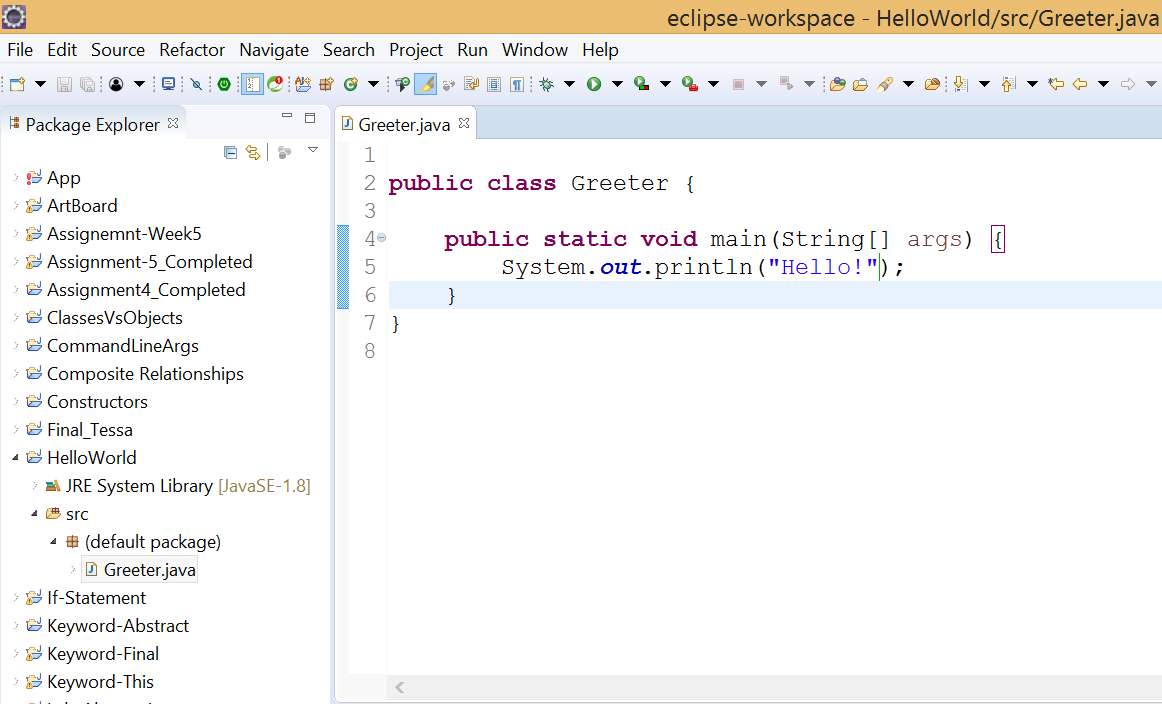 eclipse-workspace - HelloWorld/src/Greeter.java
File Edit Source Refactor Navigate Search Project Run Window Help
Package Explorer
App
ArtBoard
Assignemnt-Week5
Assignment-5_Completed
Assignment4_Completed
ClassesVsObjects
CommandLineArgs
Composite Relationships
Constructors
Final_Tessa
HelloWorld
JRE System Library [JavaSE-1.8]
src
(default package)
Greeter.java
If-Statement
Keyword-Abstract
Keyword-Final
Keyword-This
Greeter.java
1
2 public class Greeter {
3
4 public static void main(String[] args) {
5 System.out.println("Hello!");
6 }
7 }
8